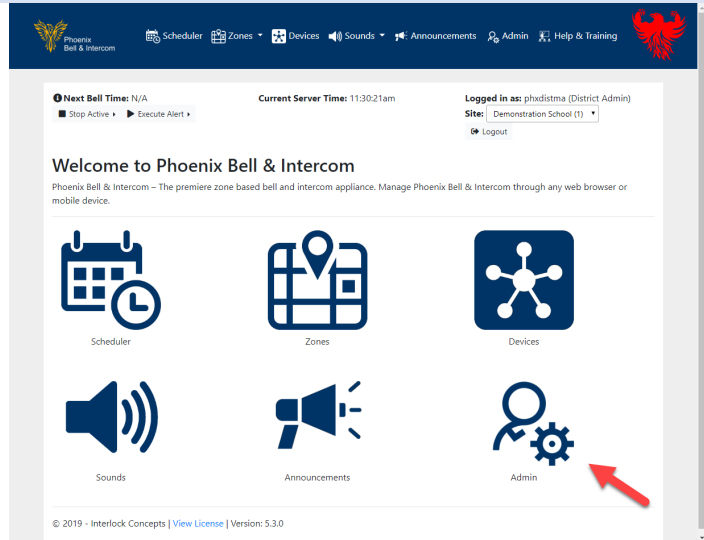 Phoenix
Bell & Intercom
Scheduler Zones Devices Sounds Announcements Admin Help & Training
Next Bell Time: N/A Current Server Time: 11:30:21am Logged in as: phxdistma (District Admin)
Stop Active Execute Alert Site: Demonstration School (1)
Logout
Welcome to Phoenix Bell & Intercom
Phoenix Bell & Intercom – The premiere zone based bell and intercom appliance. Manage Phoenix Bell & Intercom through any web browser or
mobile device.
Scheduler Zones Devices
Sounds Announcements Admin
© 2019 - Interlock Concepts | View License | Version: 5.3.0